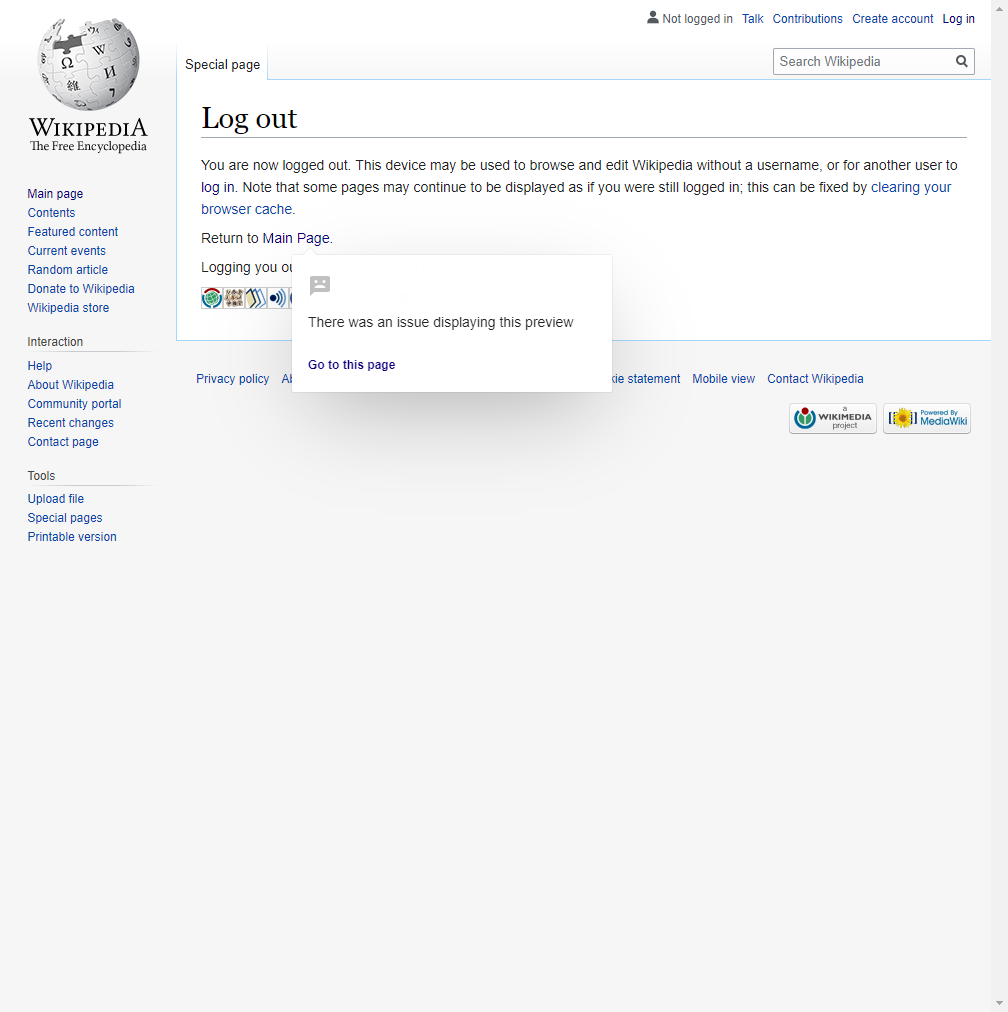 Not logged in Talk Contributions Create account Log in
Special page
Search Wikipedia
WIKIPEDIA
The Free Encyclopedia
Main page
Contents
Featured content
Current events
Random article
Donate to Wikipedia
Wikipedia store
Interaction
Help
About Wikipedia
Community portal
Recent changes
Contact page
Tools
Upload file
Special pages
Printable version
Log out
You are now logged out. This device may be used to browse and edit Wikipedia without a username, or for another user to
log in. Note that some pages may continue to be displayed as if you were still logged in; this can be fixed by clearing your
browser cache.
Return to Main Page.
Logging you
There was an issue displaying this preview
Go to this page
Privacy policy statement Mobile view Contact Wikipedia
a
WIKIMEDIA
project
Powered By
MediaWiki